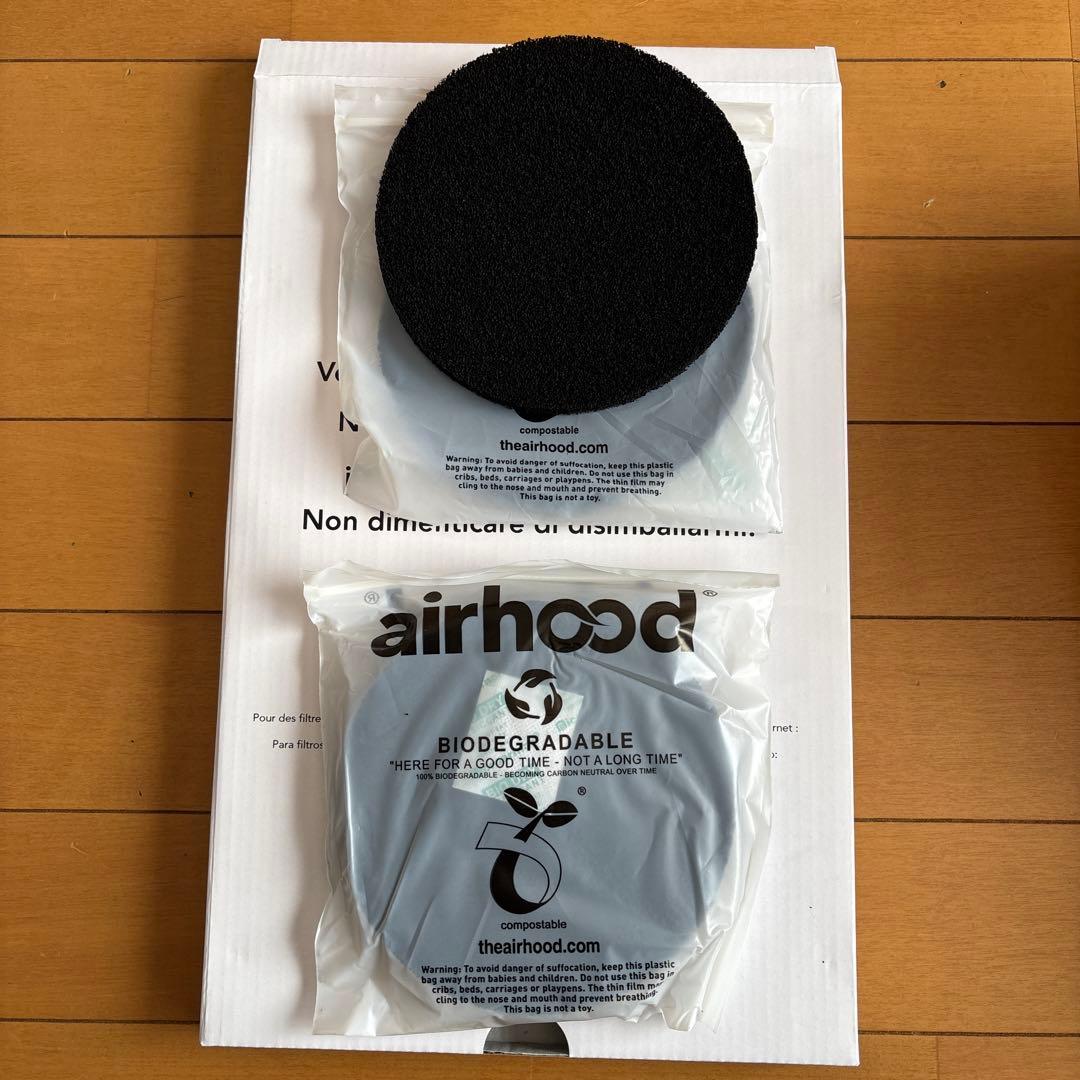 compostable
theairhood.com
Warning: To avoid danger of suffocation, keep this plastic
bag away from babies and children. Do not use this bag in
cribs, beds, carriages or playpens. The thin film may
cling to the nose and mouth and prevent breathing.
This bag is not a toy.
Non dimenticare di disimballarmi!
® airhood ®
BIODEGRADABLE
"HERE FOR A GOOD TIME - NOT A LONG TIME"
100% BIODEGRADABLE - BECOMING CARBON NEUTRAL OVER TIME
Pour des filtre
rnet :
Para filtros
®
compostable
theairhood.com
Warning: To avoid danger of suffocation, keep this plastic
bag away from babies and children. Do not use this bag in
cribs, beds, carriages or playpens. The thin film may
cling to the nose and mouth and prevent breathing.
This bag is not a toy.